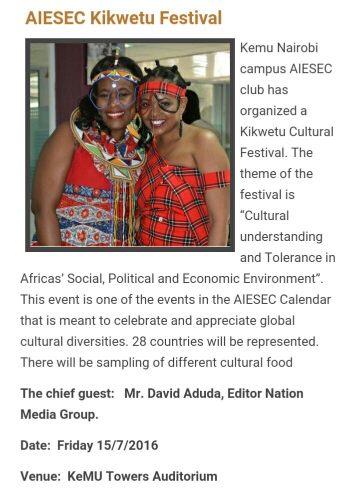 AIESEC Kikwetu Festival
Kemu Nairobi
campus AIESEC
club has
organized a
Kikwetu Cultural
Festival. The
theme of the
festival is
“Cultural
understanding
and Tolerance in
Africas’ Social, Political and Economic Environment”.
This event is one of the events in the AIESEC Calendar
that is meant to celebrate and appreciate global
cultural diversities. 28 countries will be represented.
There will be sampling of different cultural food
The chief guest:   Mr. David Aduda, Editor Nation
Media Group.
Date:  Friday 15/7/2016
Venue:  KeMU Towers Auditorium